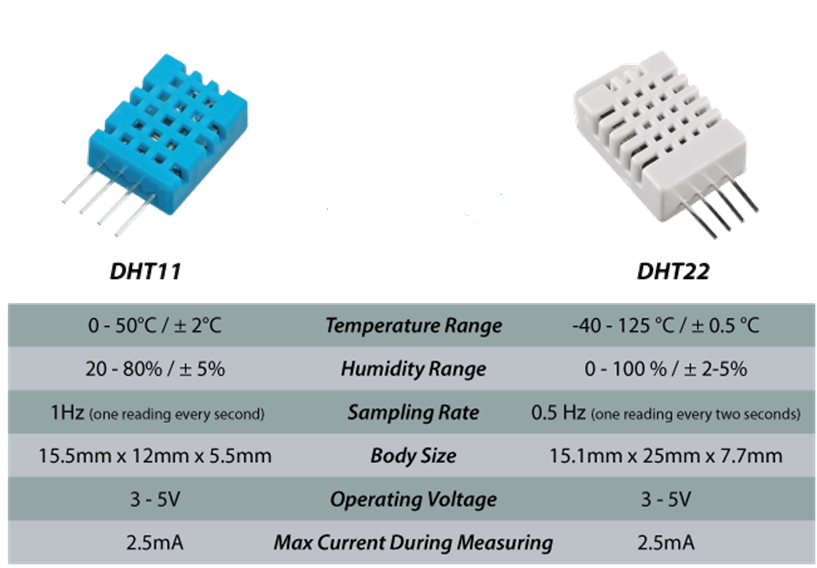 DHT11 DHT22
0 - 50°C / ± 2°C Temperature Range -40 - 125 °C / ± 0.5 °C
20 - 80% / ± 5% Humidity Range 0 - 100 % / ± 2-5%
1Hz (one reading every second) Sampling Rate 0.5 Hz (one reading every two seconds)
15.5mm x 12mm x 5.5mm Body Size 15.1mm x 25mm x 7.7mm
3 - 5V Operating Voltage 3 - 5V
2.5mA Max Current During Measuring 2.5mA